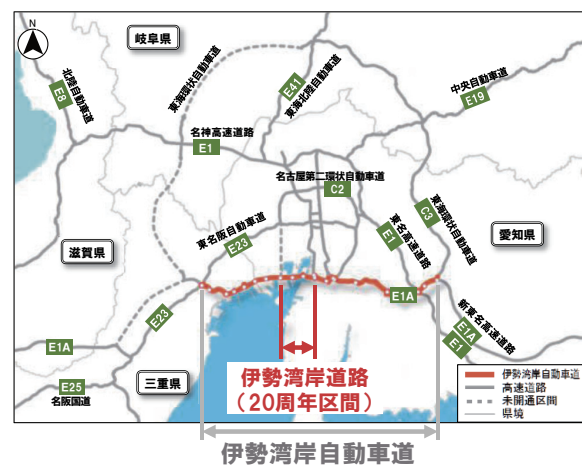 N
岐阜県
北陸自動車道
E8
東海環状自動車道
E41
東海北陸自動車道
中央自動車道
E19
名神高速道路
E1
名古屋第二環状自動車道
C2
東名阪自動車道
E23
東名高速道路
E1
C3
東海環状自動車道
愛知県
滋賀県
E1A
新東名高速道路
E1A
E1
E23
E1A
E25
名阪国道
三重県
伊勢湾岸道路
（20周年区間）
伊勢湾岸自動車道
伊勢湾岸自動車道
高速道路
未開通区間
県境